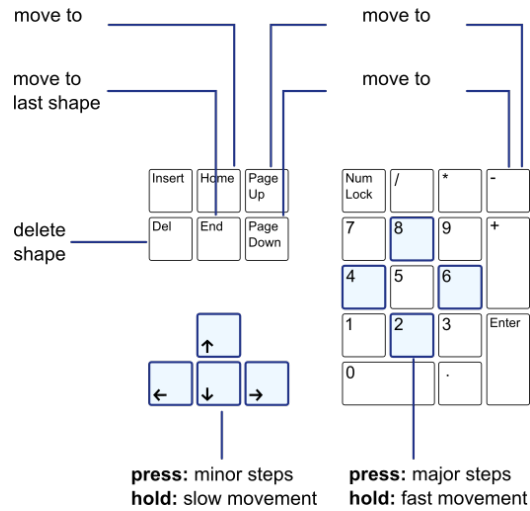 move to
move to
move to
last shape
move to
Insert
Home
Page
Up
Num
Lock
/
*
-
delete
shape
Del
End
Page
Down
7
8
9
+
4
5
6
1
2
3
Enter
0
.
↑
← ↓ →
press: minor steps
hold: slow movement
press: major steps
hold: fast movement